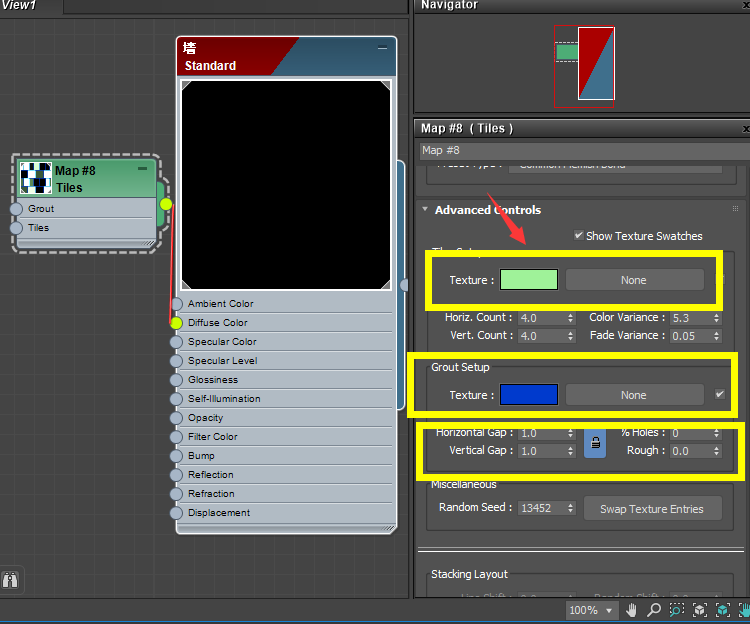 View1
Navigator
墙
Standard
Map #8
Tiles
Grout
Tiles
Ambient Color
Diffuse Color
Specular Color
Specular Level
Glossiness
Self-Illumination
Opacity
Filter Color
Bump
Reflection
Refraction
Displacement
Map #8 ( Tiles )
Map #8
Advanced Controls
Show Texture Swatches
Texture : None
Horiz. Count : 4.0 Color Variance : 5.3
Vert. Count : 4.0 Fade Variance : 0.05
Grout Setup
Texture : None
Horizontal Gap : 1.0 % Holes : 0
Vertical Gap : 1.0 Rough : 0.0
Miscellaneous
Random Seed : 13452 Swap Texture Entries
Stacking Layout
100%